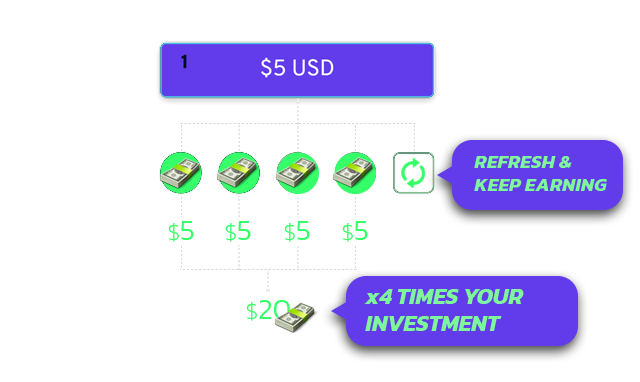 1 $5 USD
REFRESH &
KEEP EARNING
$5 $5 $5 $5
$20
x4 TIMES YOUR
INVESTMENT